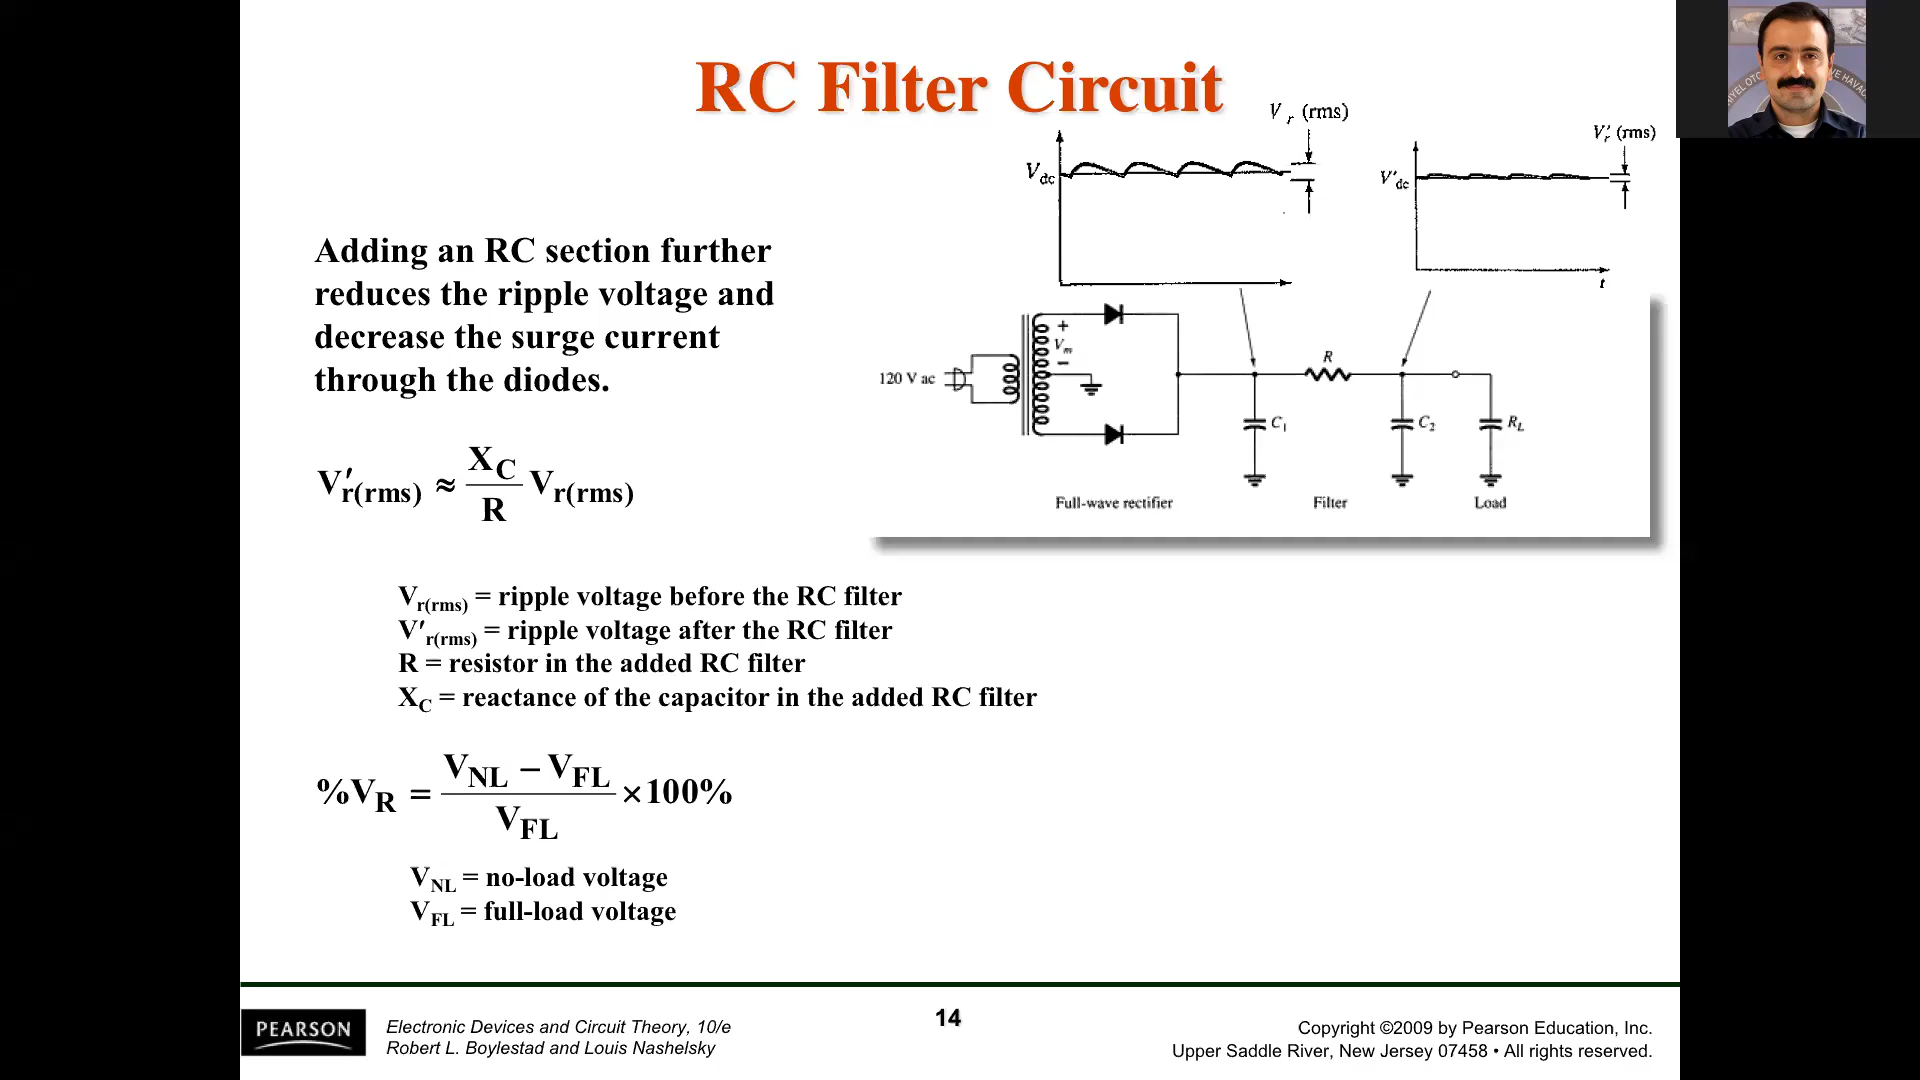 RC Filter Circuit
V r (rms)
V′r (rms)
Vdc
V′dc
t
Adding an RC section further
reduces the ripple voltage and
decrease the surge current
through the diodes.
+
Vm
−
120 V ac
R
C1
C2
RL
Full-wave rectifier
Filter
Load
V′r(rms) ≈ XC/R Vr(rms)
Vr(rms) = ripple voltage before the RC filter
V′r(rms) = ripple voltage after the RC filter
R = resistor in the added RC filter
XC = reactance of the capacitor in the added RC filter
%VR = VNL − VFL / VFL ×100%
VNL = no-load voltage
VFL = full-load voltage
PEARSON
Electronic Devices and Circuit Theory, 10/e
Robert L. Boylestad and Louis Nashelsky
14
Copyright ©2009 by Pearson Education, Inc.
Upper Saddle River, New Jersey 07458 • All rights reserved.